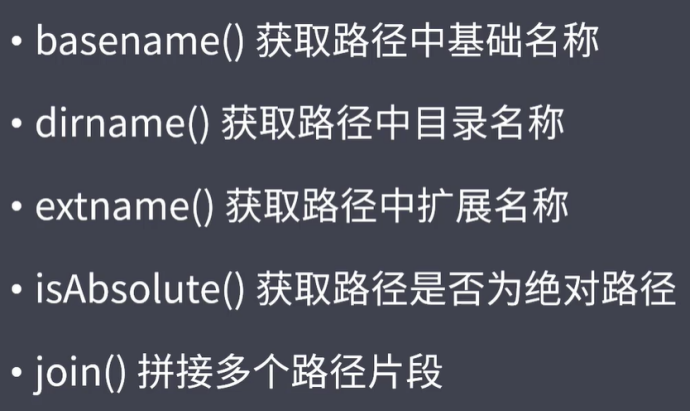 • basename() 获取路径中基础名称
• dirname() 获取路径中目录名称
• extname() 获取路径中扩展名称
• isAbsolute() 获取路径是否为绝对路径
• join() 拼接多个路径片段